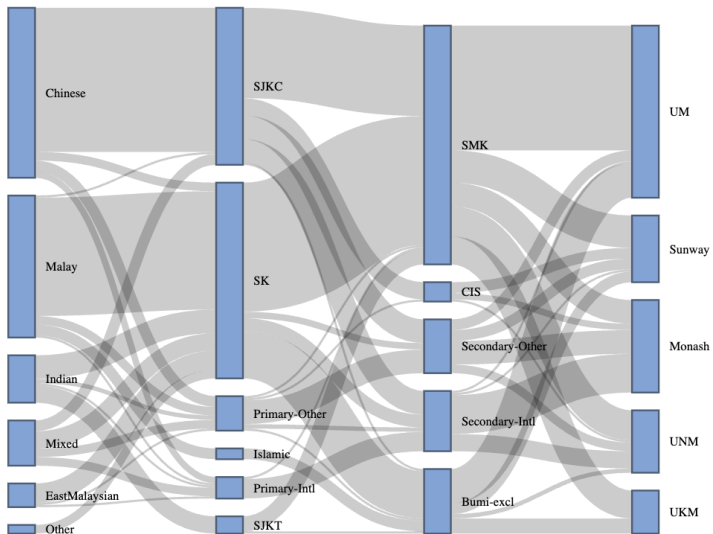 Chinese
Malay
Indian
Mixed
EastMalaysian
Other
SJKC
SK
Primary-Other
Islamic
Primary-Intl
SJKT
SMK
CIS
Secondary-Other
Secondary-Intl
Bumi-excl
UM
Sunway
Monash
UNM
UKM